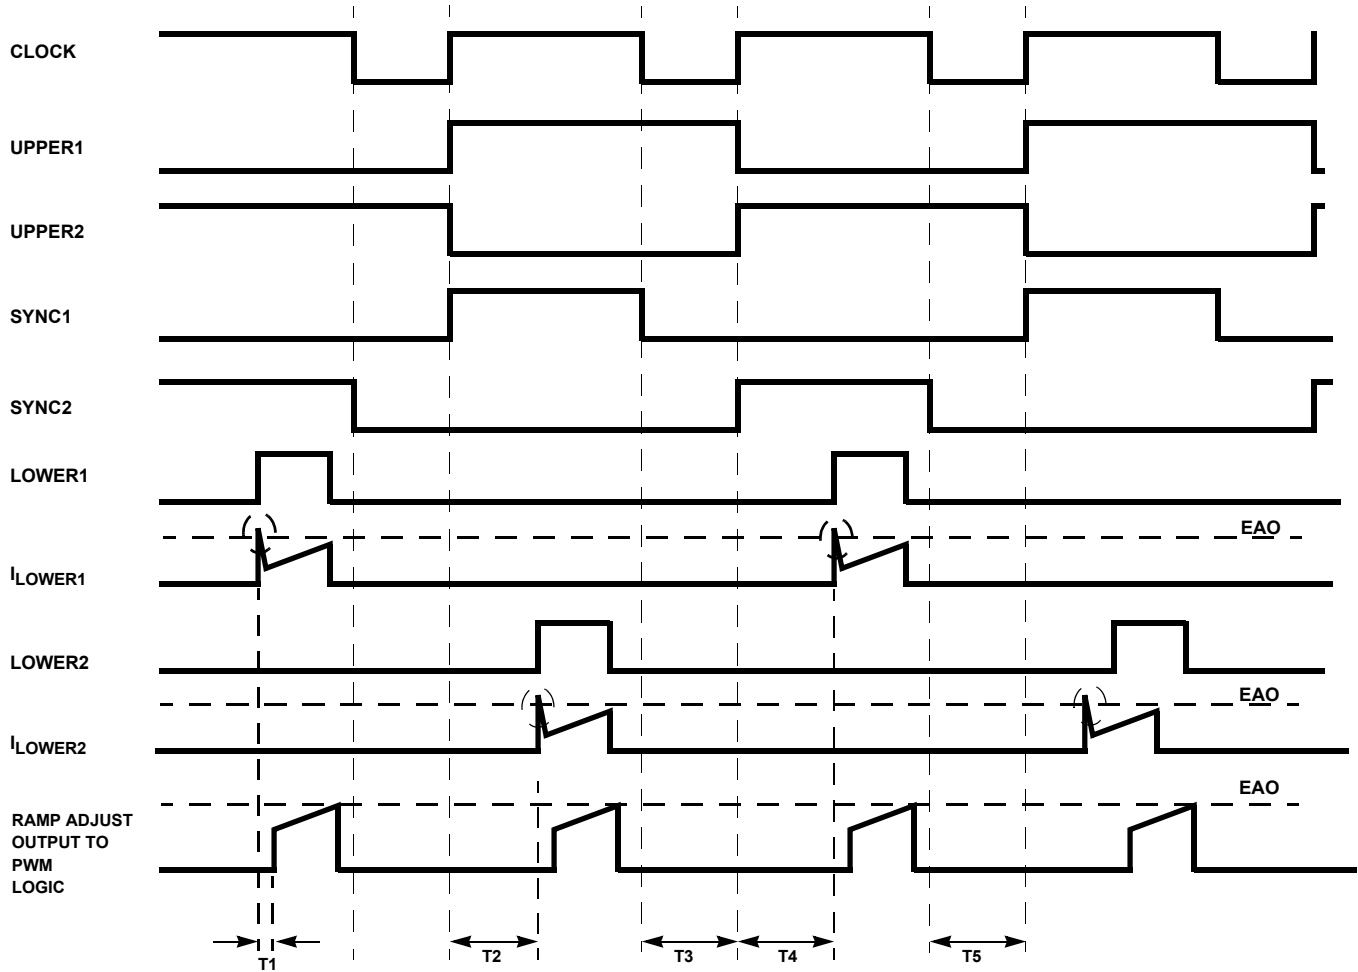 CLOCK
UPPER1
UPPER2
SYNC1
SYNC2
LOWER1
EAO
ILOWER1
LOWER2
EAO
ILOWER2
EAO
RAMP ADJUST
OUTPUT TO
PWM
LOGIC
T1
T2
T3
T4
T5